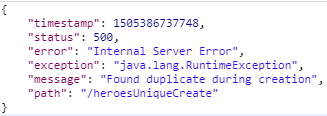 {
"timestamp": 1505386737748,
"status": 500,
"error": "Internal Server Error",
"exception": "java.lang.RuntimeException",
"message": "Found duplicate during creation",
"path": "/heroesUniqueCreate"
}